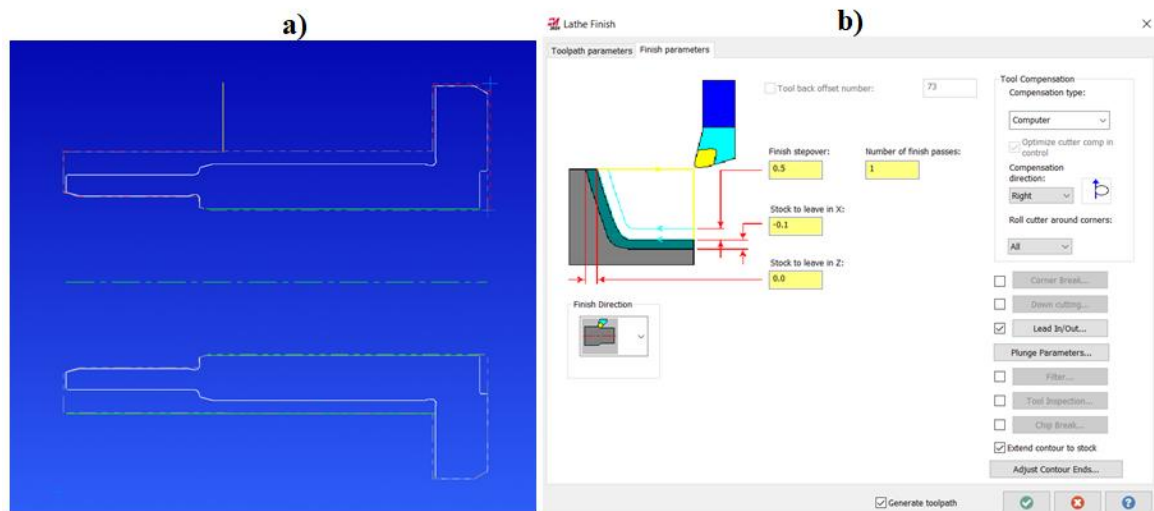 a)
b)
Lathe Finish
Toolpath parameters
Finish parameters
Tool back offset number:
73
Finish stepover:
0.5
Number of finish passes:
1
Stock to leave in X:
-0.1
Stock to leave in Z:
0.0
Finish Direction
Tool Compensation
Compensation type:
Computer
Optimize cutter comp in
control
Compensation
direction:
Right
Roll cutter around corners:
All
Corner Break...
Down cutting...
Lead In/Out...
Plunge Parameters...
Filter...
Tool Inspection...
Chip Break...
Extend contour to stock
Adjust Contour Ends...
Generate toolpath